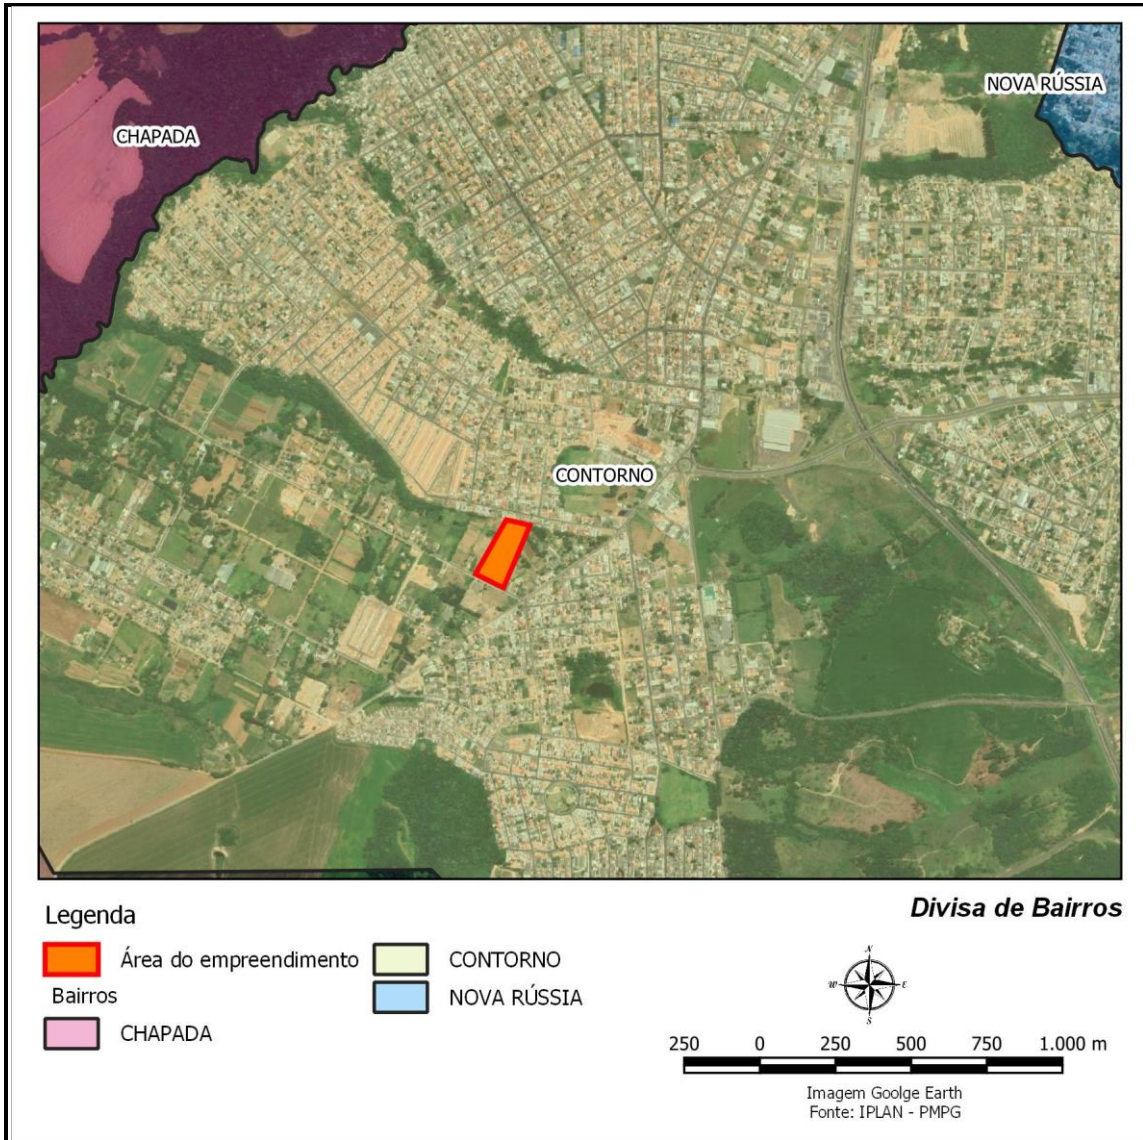 NOVA RÚSSIA
CHAPADA
CONTORNO
Divisa de Bairros
Legenda
Área do empreendimento
Bairros
CHAPADA
CONTORNO
NOVA RÚSSIA
N
W E
S
250 0 250 500 750 1.000 m
Imagem Goolge Earth
Fonte: IPLAN - PMPG